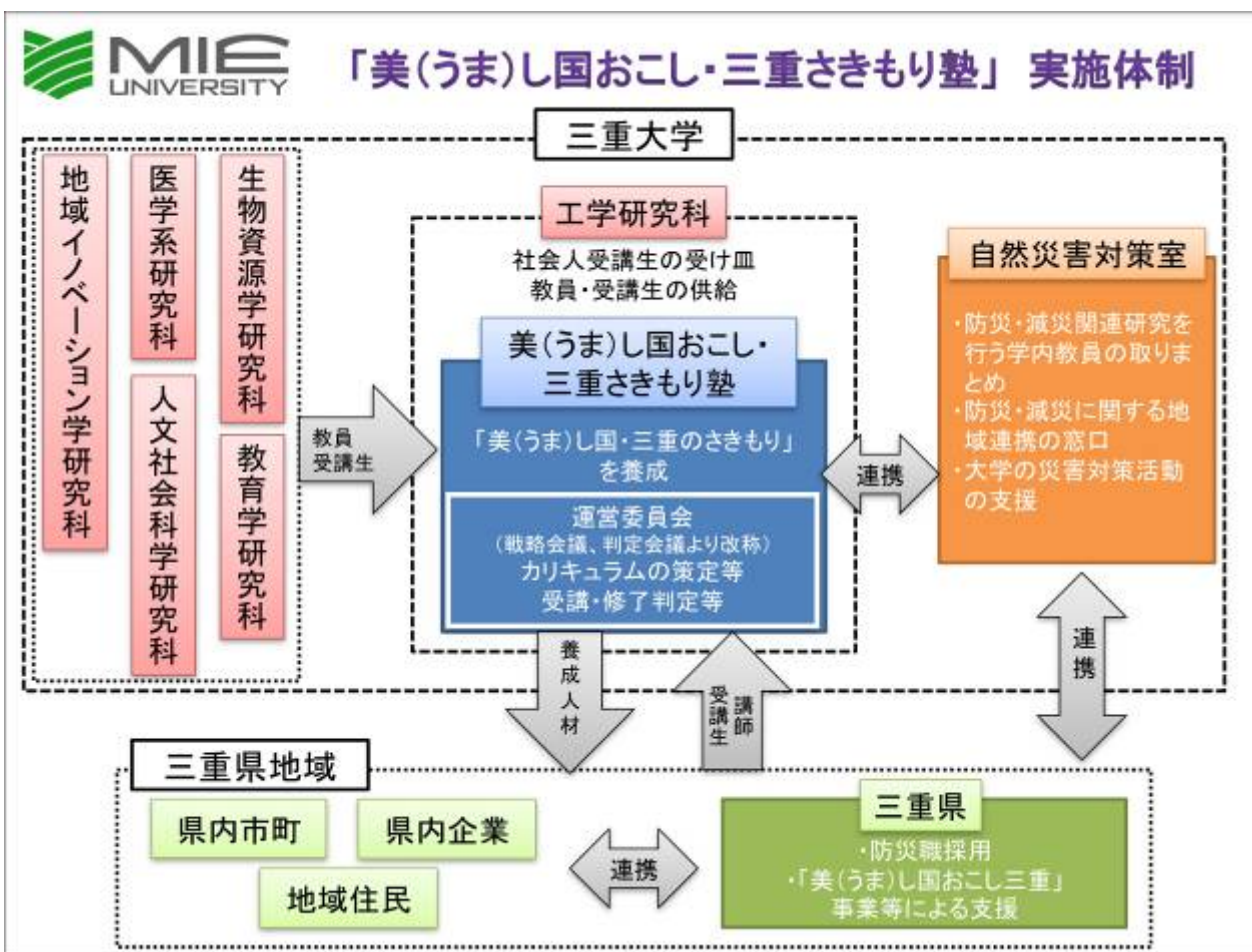 MIE
UNIVERSITY
「美(うま)し国おこし・三重さきもり塾」 実施体制
三重大学
地域イノベーション学研究科
医学系研究科
生物資源学研究科
人文社会科学研究科
教育学研究科
教員
受講生
工学研究科
社会人受講生の受け皿
教員・受講生の供給
美(うま)し国おこし・
三重さきもり塾
「美(うま)し国・三重のさきもり」
を養成
運営委員会
(戦略会議、判定会議より改称)
カリキュラムの策定等
受講・修了判定等
連携
自然災害対策室
・防災・減災関連研究を
行う学内教員の取りま
とめ
・防災・減災に関する地
域連携の窓口
・大学の災害対策活動
の支援
養成人材
講師
受講生
連携
三重県地域
県内市町
県内企業
地域住民
連携
三重県
・防災職採用
・「美(うま)し国おこし三重」
事業等による支援